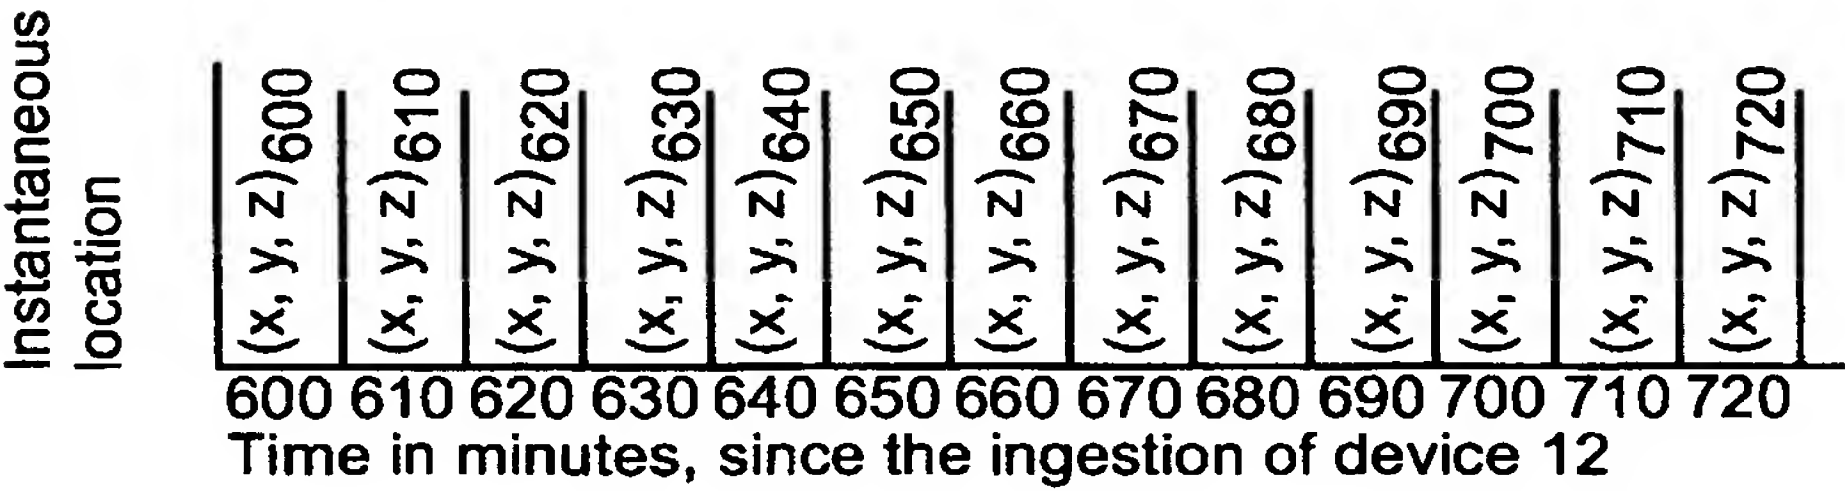 Instantaneous
location
(x, y, z)600
(x, y, z)610
(x, y, z)620
(x, y, z)630
(x, y, z)640
(x, y, z)650
(x, y, z)660
(x, y, z)670
(x, y, z)680
(x, y, z)690
(x, y, z)700
(x, y, z)710
(x, y, z)720
600 610 620 630 640 650 660 670 680 690 700 710 720
Time in minutes, since the ingestion of device 12